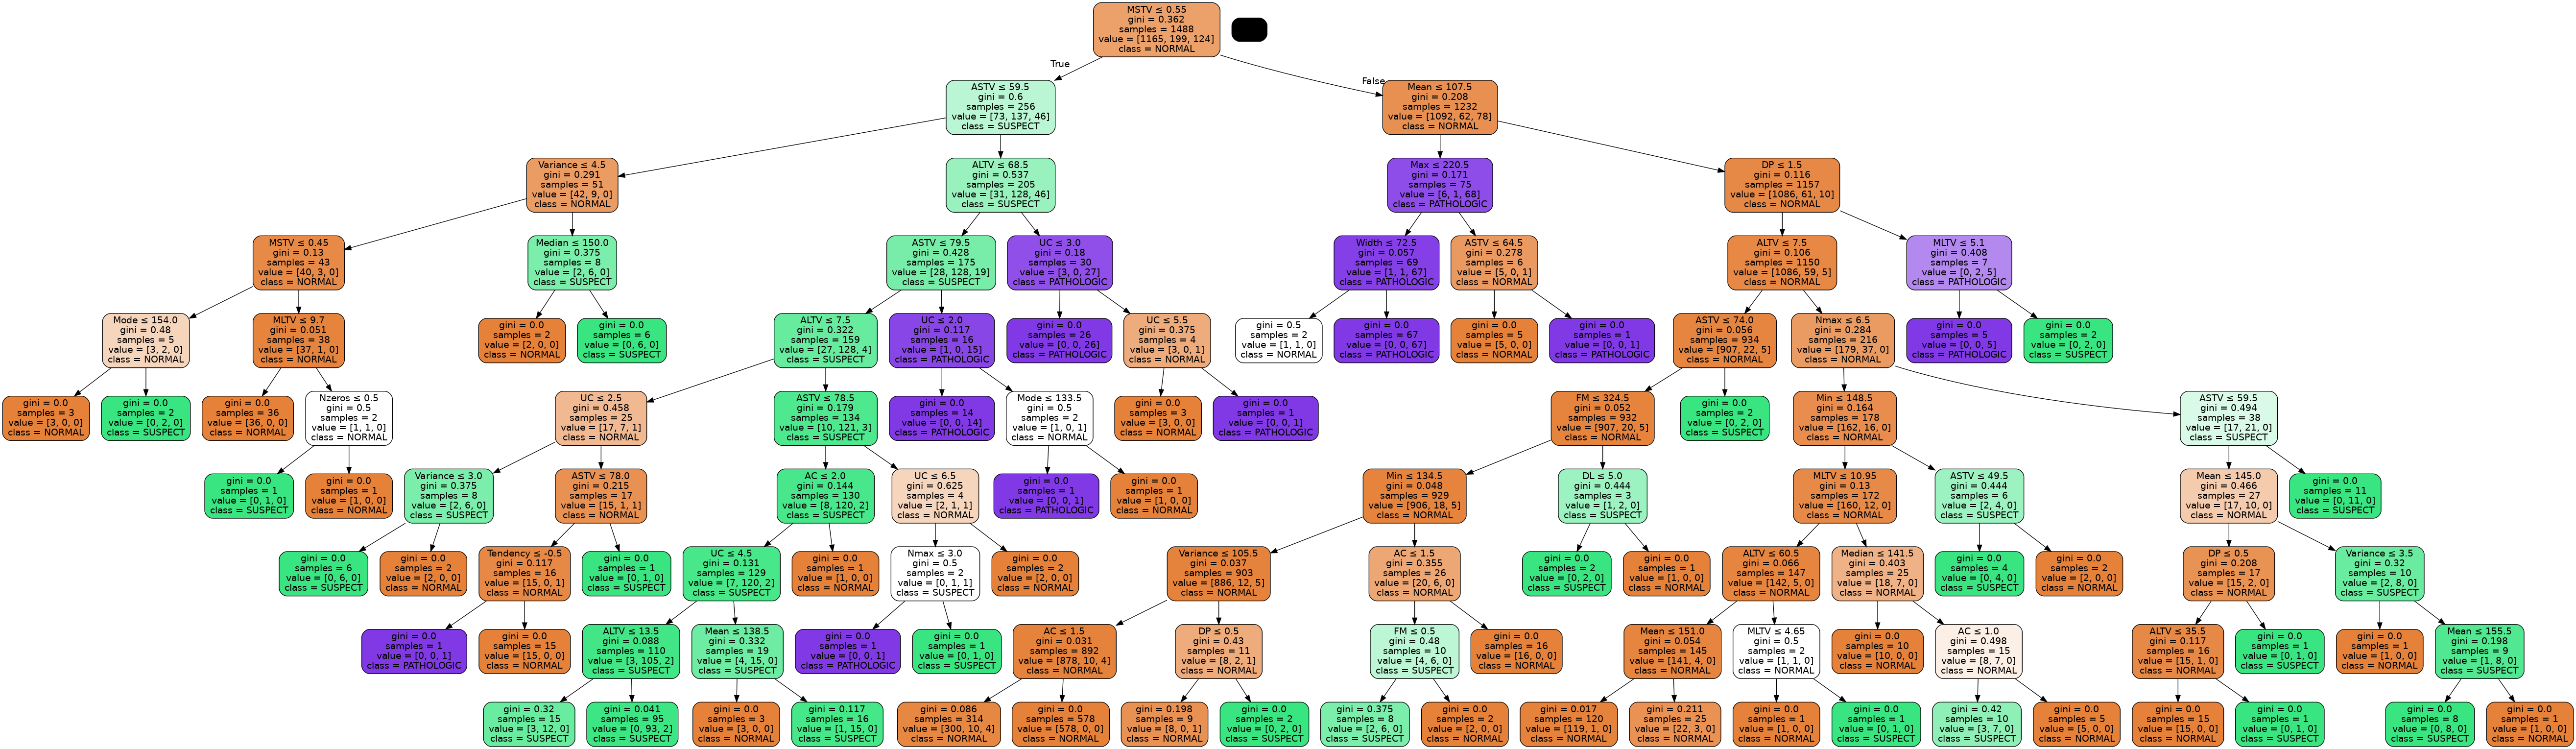 MSTV ≤ 0.55
gini = 0.362
samples = 1488
value = [1165, 199, 124]
class = NORMAL
True
False
ASTV ≤ 59.5
gini = 0.6
samples = 256
value = [73, 137, 46]
class = SUSPECT
Mean ≤ 107.5
gini = 0.208
samples = 1232
value = [1092, 62, 78]
class = NORMAL
Variance ≤ 4.5
gini = 0.291
samples = 51
value = [42, 9, 0]
class = NORMAL
ALTV ≤ 68.5
gini = 0.537
samples = 205
value = [31, 128, 46]
class = SUSPECT
Max ≤ 220.5
gini = 0.171
samples = 75
value = [6, 1, 68]
class = PATHOLOGIC
DP ≤ 1.5
gini = 0.116
samples = 1157
value = [1086, 61, 10]
class = NORMAL
MSTV ≤ 0.45
gini = 0.13
samples = 43
value = [40, 3, 0]
class = NORMAL
Median ≤ 150.0
gini = 0.375
samples = 8
value = [2, 6, 0]
class = SUSPECT
ASTV ≤ 79.5
gini = 0.428
samples = 175
value = [28, 128, 19]
class = SUSPECT
UC ≤ 3.0
gini = 0.18
samples = 30
value = [3, 0, 27]
class = PATHOLOGIC
Width ≤ 72.5
gini = 0.057
samples = 69
value = [1, 1, 67]
class = PATHOLOGIC
ASTV ≤ 64.5
gini = 0.278
samples = 6
value = [5, 0, 1]
class = NORMAL
ALTV ≤ 7.5
gini = 0.106
samples = 1150
value = [1086, 59, 5]
class = NORMAL
MLTV ≤ 5.1
gini = 0.408
samples = 7
value = [0, 2, 5]
class = PATHOLOGIC
Mode ≤ 154.0
gini = 0.48
samples = 5
value = [3, 2, 0]
class = NORMAL
MLTV ≤ 9.7
gini = 0.051
samples = 38
value = [37, 1, 0]
class = NORMAL
gini = 0.0
samples = 2
value = [2, 0, 0]
class = NORMAL
gini = 0.0
samples = 6
value = [0, 6, 0]
class = SUSPECT
ALTV ≤ 7.5
gini = 0.322
samples = 159
value = [27, 128, 4]
class = SUSPECT
UC ≤ 2.0
gini = 0.117
samples = 16
value = [1, 0, 15]
class = PATHOLOGIC
gini = 0.0
samples = 26
value = [0, 0, 26]
class = PATHOLOGIC
UC ≤ 5.5
gini = 0.375
samples = 4
value = [3, 0, 1]
class = NORMAL
gini = 0.5
samples = 2
value = [1, 1, 0]
class = NORMAL
gini = 0.0
samples = 67
value = [0, 0, 67]
class = PATHOLOGIC
gini = 0.0
samples = 5
value = [5, 0, 0]
class = NORMAL
gini = 0.0
samples = 1
value = [0, 0, 1]
class = PATHOLOGIC
ASTV ≤ 74.0
gini = 0.056
samples = 934
value = [907, 22, 5]
class = NORMAL
Nmax ≤ 6.5
gini = 0.284
samples = 216
value = [179, 37, 0]
class = NORMAL
gini = 0.0
samples = 5
value = [0, 0, 5]
class = PATHOLOGIC
gini = 0.0
samples = 2
value = [0, 2, 0]
class = SUSPECT
gini = 0.0
samples = 3
value = [3, 0, 0]
class = NORMAL
gini = 0.0
samples = 2
value = [0, 2, 0]
class = SUSPECT
gini = 0.0
samples = 36
value = [36, 0, 0]
class = NORMAL
Nzeros ≤ 0.5
gini = 0.5
samples = 2
value = [1, 1, 0]
class = NORMAL
UC ≤ 2.5
gini = 0.458
samples = 25
value = [17, 7, 1]
class = NORMAL
ASTV ≤ 78.5
gini = 0.179
samples = 134
value = [10, 121, 3]
class = SUSPECT
gini = 0.0
samples = 14
value = [0, 0, 14]
class = PATHOLOGIC
Mode ≤ 133.5
gini = 0.5
samples = 2
value = [1, 0, 1]
class = NORMAL
gini = 0.0
samples = 3
value = [3, 0, 0]
class = NORMAL
gini = 0.0
samples = 1
value = [0, 0, 1]
class = PATHOLOGIC
FM ≤ 324.5
gini = 0.052
samples = 932
value = [907, 20, 5]
class = NORMAL
gini = 0.0
samples = 2
value = [0, 2, 0]
class = SUSPECT
Min ≤ 148.5
gini = 0.164
samples = 178
value = [162, 16, 0]
class = NORMAL
ASTV ≤ 59.5
gini = 0.494
samples = 38
value = [17, 21, 0]
class = SUSPECT
gini = 0.0
samples = 1
value = [0, 1, 0]
class = SUSPECT
gini = 0.0
samples = 1
value = [1, 0, 0]
class = NORMAL
Variance ≤ 3.0
gini = 0.375
samples = 8
value = [2, 6, 0]
class = SUSPECT
ASTV ≤ 78.0
gini = 0.215
samples = 17
value = [15, 1, 1]
class = NORMAL
AC ≤ 2.0
gini = 0.144
samples = 130
value = [8, 120, 2]
class = SUSPECT
UC ≤ 6.5
gini = 0.625
samples = 4
value = [2, 1, 1]
class = NORMAL
gini = 0.0
samples = 1
value = [0, 0, 1]
class = PATHOLOGIC
gini = 0.0
samples = 1
value = [1, 0, 0]
class = NORMAL
Min ≤ 134.5
gini = 0.048
samples = 929
value = [906, 18, 5]
class = NORMAL
DL ≤ 5.0
gini = 0.444
samples = 3
value = [1, 2, 0]
class = SUSPECT
MLTV ≤ 10.95
gini = 0.13
samples = 172
value = [160, 12, 0]
class = NORMAL
ASTV ≤ 49.5
gini = 0.444
samples = 6
value = [2, 4, 0]
class = SUSPECT
Mean ≤ 145.0
gini = 0.466
samples = 27
value = [17, 10, 0]
class = NORMAL
gini = 0.0
samples = 11
value = [0, 11, 0]
class = SUSPECT
gini = 0.0
samples = 6
value = [0, 6, 0]
class = SUSPECT
gini = 0.0
samples = 2
value = [2, 0, 0]
class = NORMAL
Tendency ≤ -0.5
gini = 0.117
samples = 16
value = [15, 0, 1]
class = NORMAL
gini = 0.0
samples = 1
value = [0, 1, 0]
class = SUSPECT
UC ≤ 4.5
gini = 0.131
samples = 129
value = [7, 120, 2]
class = SUSPECT
gini = 0.0
samples = 1
value = [1, 0, 0]
class = NORMAL
Nmax ≤ 3.0
gini = 0.5
samples = 2
value = [0, 1, 1]
class = SUSPECT
gini = 0.0
samples = 2
value = [2, 0, 0]
class = NORMAL
Variance ≤ 105.5
gini = 0.037
samples = 903
value = [886, 12, 5]
class = NORMAL
AC ≤ 1.5
gini = 0.355
samples = 26
value = [20, 6, 0]
class = NORMAL
gini = 0.0
samples = 2
value = [0, 2, 0]
class = SUSPECT
gini = 0.0
samples = 1
value = [1, 0, 0]
class = NORMAL
ALTV ≤ 60.5
gini = 0.066
samples = 147
value = [142, 5, 0]
class = NORMAL
Median ≤ 141.5
gini = 0.403
samples = 25
value = [18, 7, 0]
class = NORMAL
gini = 0.0
samples = 4
value = [0, 4, 0]
class = SUSPECT
gini = 0.0
samples = 2
value = [2, 0, 0]
class = NORMAL
DP ≤ 0.5
gini = 0.208
samples = 17
value = [15, 2, 0]
class = NORMAL
Variance ≤ 3.5
gini = 0.32
samples = 10
value = [2, 8, 0]
class = SUSPECT
gini = 0.0
samples = 1
value = [0, 0, 1]
class = PATHOLOGIC
gini = 0.0
samples = 15
value = [15, 0, 0]
class = NORMAL
ALTV ≤ 13.5
gini = 0.088
samples = 110
value = [3, 105, 2]
class = SUSPECT
Mean ≤ 138.5
gini = 0.332
samples = 19
value = [4, 15, 0]
class = SUSPECT
gini = 0.0
samples = 1
value = [0, 0, 1]
class = PATHOLOGIC
gini = 0.0
samples = 1
value = [0, 1, 0]
class = SUSPECT
AC ≤ 1.5
gini = 0.031
samples = 892
value = [878, 10, 4]
class = NORMAL
DP ≤ 0.5
gini = 0.43
samples = 11
value = [8, 2, 1]
class = NORMAL
FM ≤ 0.5
gini = 0.48
samples = 10
value = [4, 6, 0]
class = SUSPECT
gini = 0.0
samples = 16
value = [16, 0, 0]
class = NORMAL
Mean ≤ 151.0
gini = 0.054
samples = 145
value = [141, 4, 0]
class = NORMAL
MLTV ≤ 4.65
gini = 0.5
samples = 2
value = [1, 1, 0]
class = NORMAL
gini = 0.0
samples = 10
value = [10, 0, 0]
class = NORMAL
AC ≤ 1.0
gini = 0.498
samples = 15
value = [8, 7, 0]
class = NORMAL
ALTV ≤ 35.5
gini = 0.117
samples = 16
value = [15, 1, 0]
class = NORMAL
gini = 0.0
samples = 1
value = [0, 1, 0]
class = SUSPECT
gini = 0.0
samples = 1
value = [1, 0, 0]
class = NORMAL
Mean ≤ 155.5
gini = 0.198
samples = 9
value = [1, 8, 0]
class = SUSPECT
gini = 0.32
samples = 15
value = [3, 12, 0]
class = SUSPECT
gini = 0.041
samples = 95
value = [0, 93, 2]
class = SUSPECT
gini = 0.0
samples = 3
value = [3, 0, 0]
class = NORMAL
gini = 0.117
samples = 16
value = [1, 15, 0]
class = SUSPECT
gini = 0.086
samples = 314
value = [300, 10, 4]
class = NORMAL
gini = 0.0
samples = 578
value = [578, 0, 0]
class = NORMAL
gini = 0.198
samples = 9
value = [8, 0, 1]
class = NORMAL
gini = 0.0
samples = 2
value = [0, 2, 0]
class = SUSPECT
gini = 0.375
samples = 8
value = [2, 6, 0]
class = SUSPECT
gini = 0.0
samples = 2
value = [2, 0, 0]
class = NORMAL
gini = 0.017
samples = 120
value = [119, 1, 0]
class = NORMAL
gini = 0.211
samples = 25
value = [22, 3, 0]
class = NORMAL
gini = 0.0
samples = 1
value = [1, 0, 0]
class = NORMAL
gini = 0.0
samples = 1
value = [0, 1, 0]
class = SUSPECT
gini = 0.42
samples = 10
value = [3, 7, 0]
class = SUSPECT
gini = 0.0
samples = 5
value = [5, 0, 0]
class = NORMAL
gini = 0.0
samples = 15
value = [15, 0, 0]
class = NORMAL
gini = 0.0
samples = 1
value = [0, 1, 0]
class = SUSPECT
gini = 0.0
samples = 8
value = [0, 8, 0]
class = SUSPECT
gini = 0.0
samples = 1
value = [1, 0, 0]
class = NORMAL